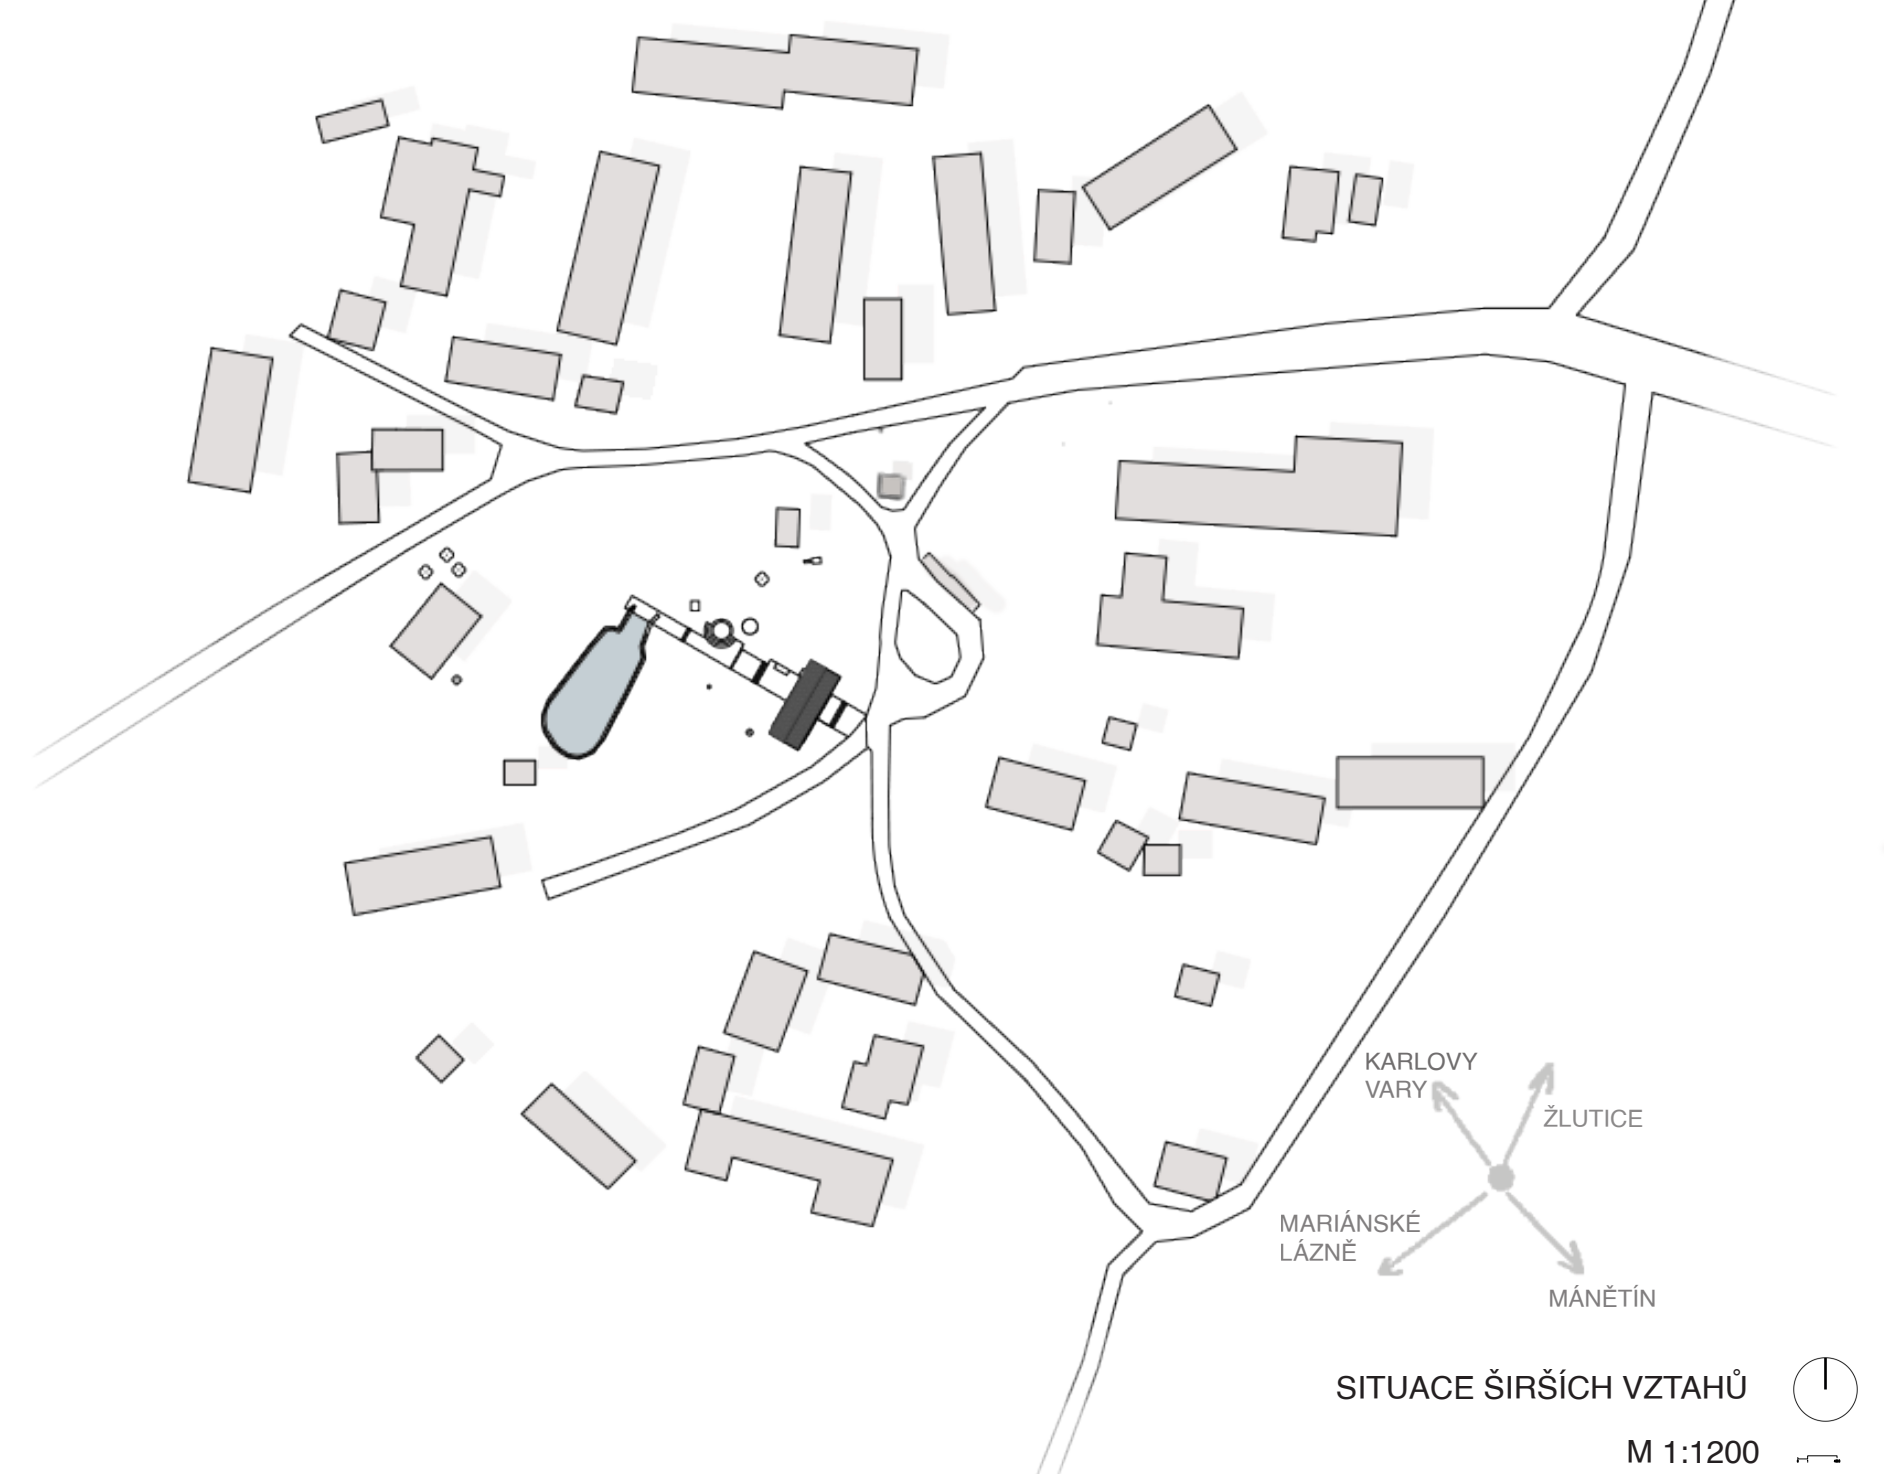 KARLOVY
VARY
ŽLUTICE
MARIÁNSKÉ
LÁZNĚ
MÁNĚTÍN
SITUACE ŠIRŠÍCH VZTAHŮ
M 1:1200